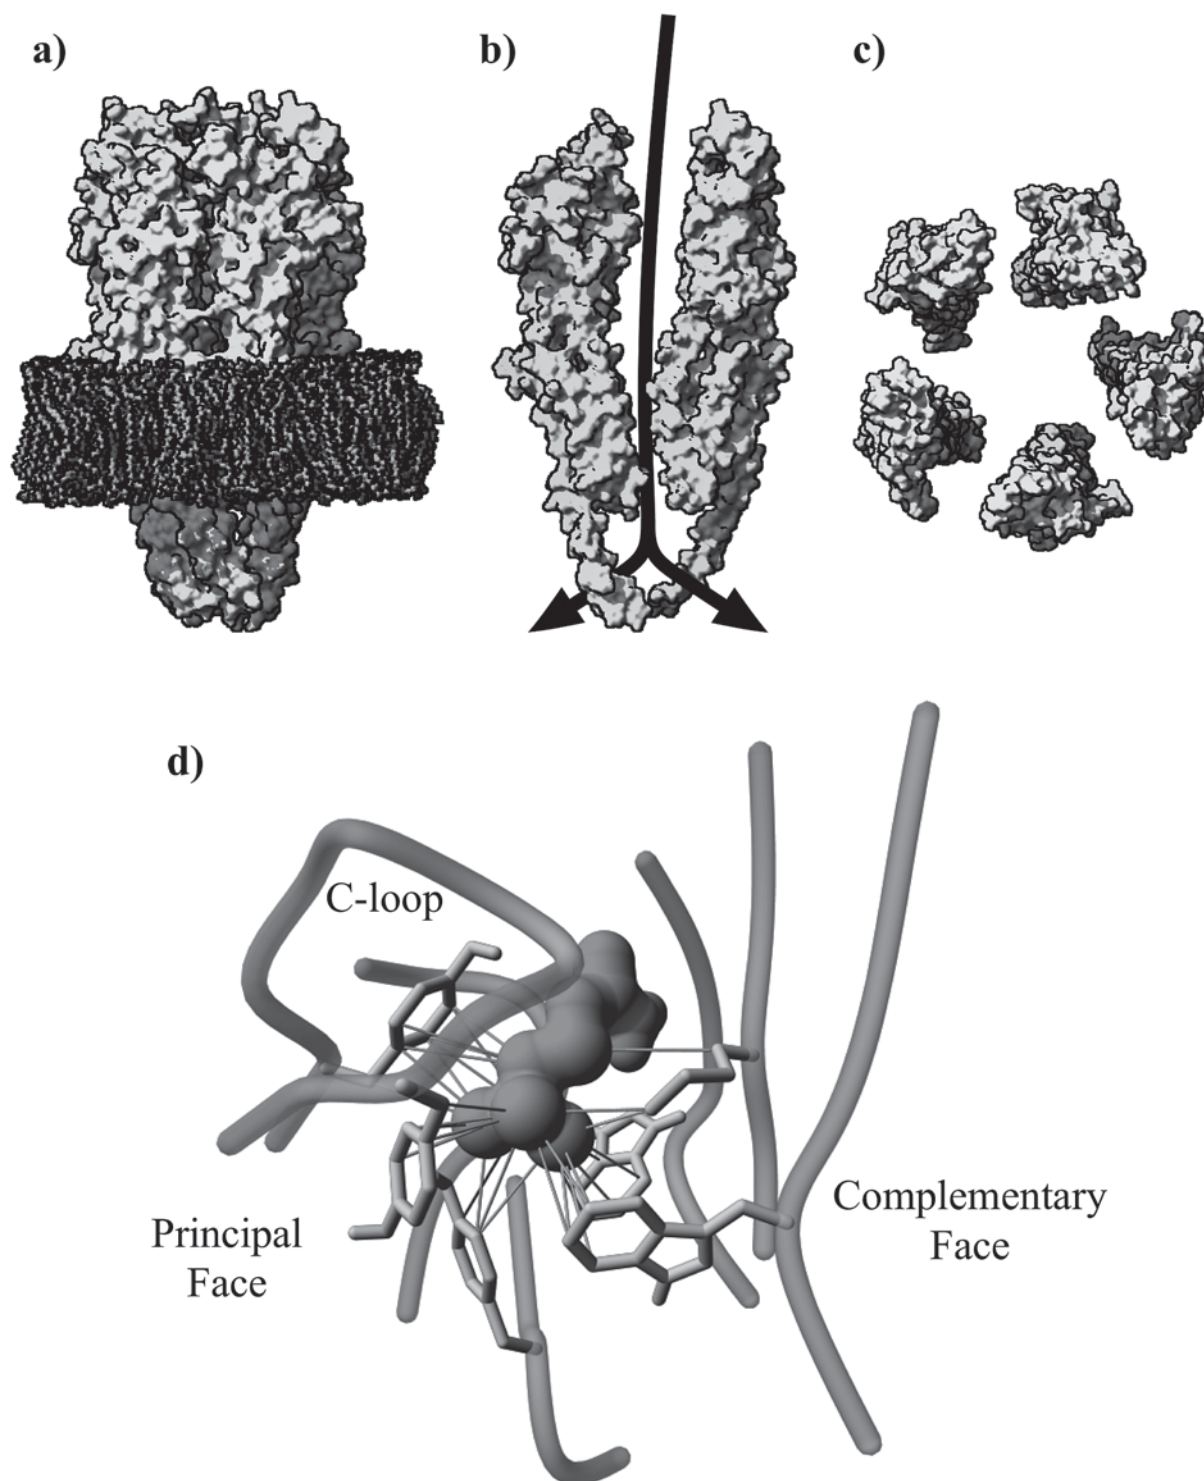 a)
b)
c)
d)
C-loop
Principal
Face
Complementary
Face